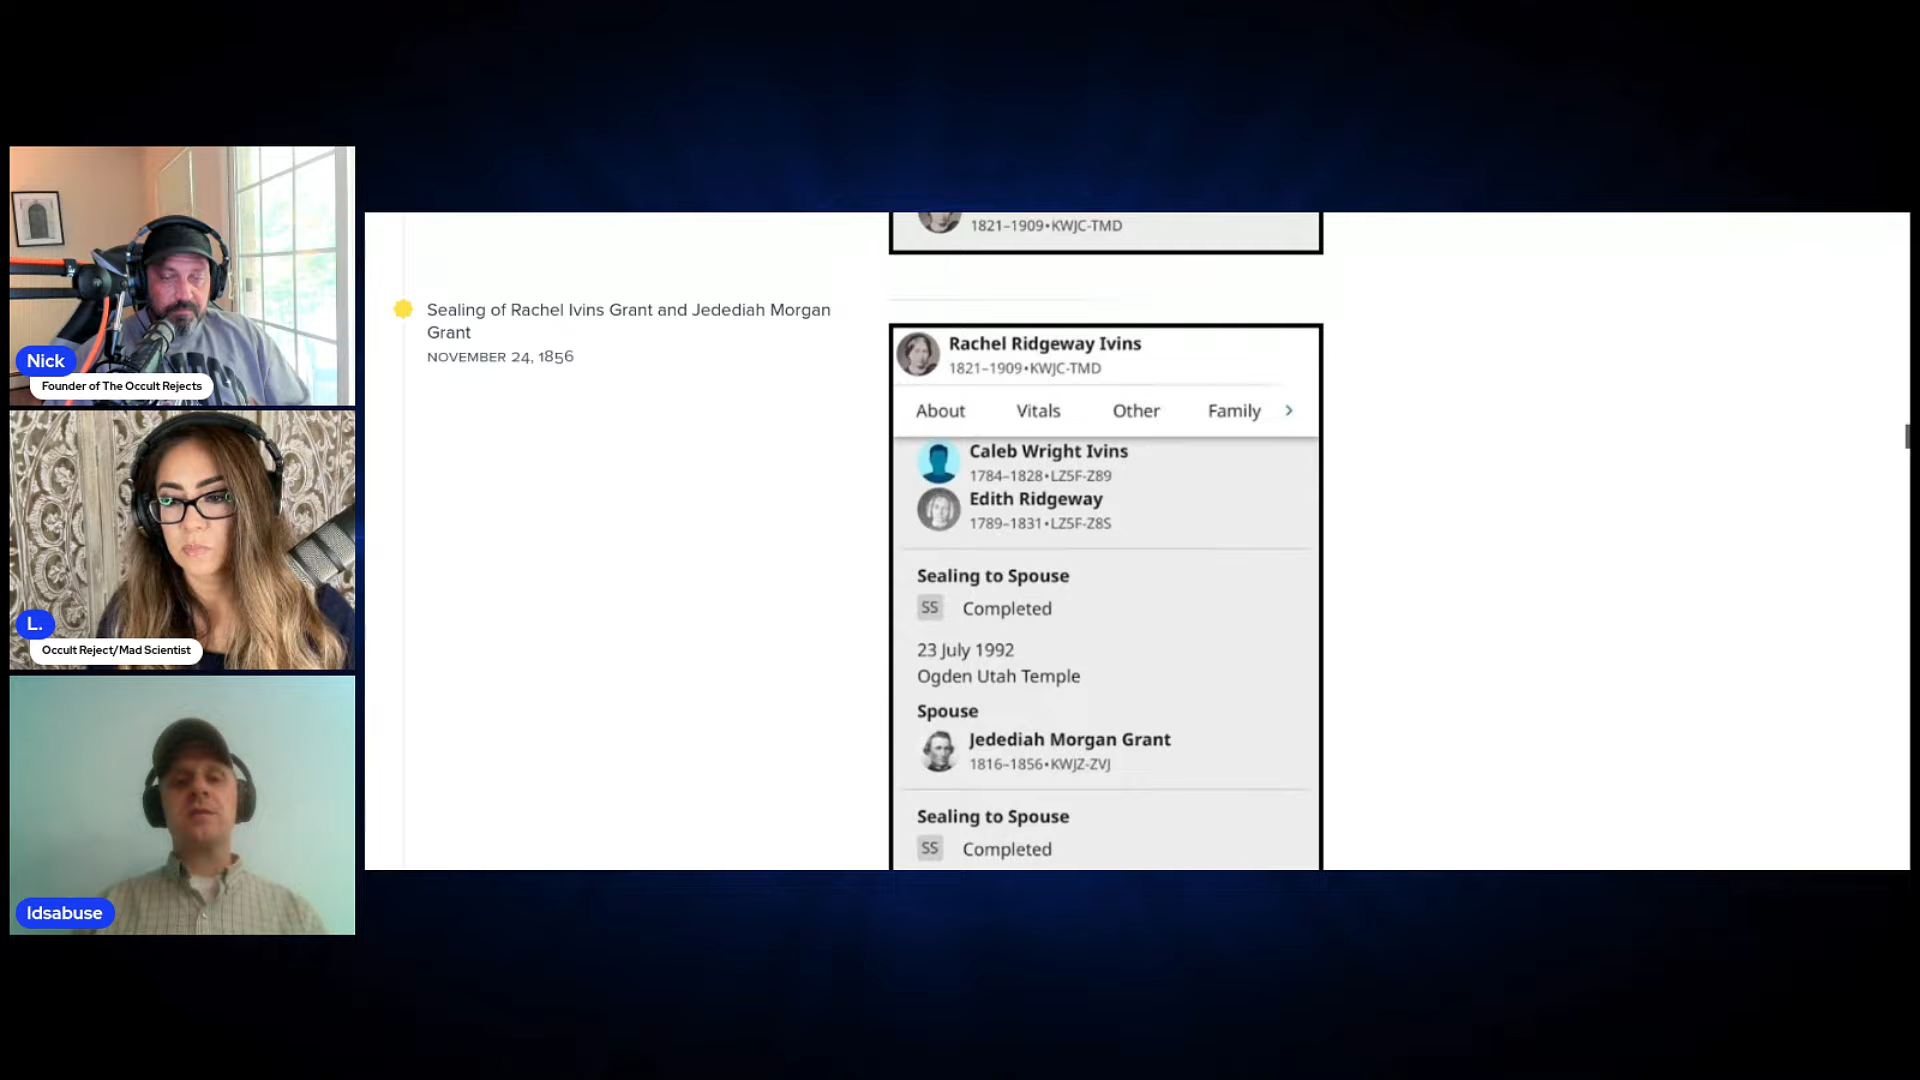 Nick
Founder of The Occult Rejects
L.
Occult Reject/Mad Scientist
Idsabuse
Sealing of Rachel Ivins Grant and Jedediah Morgan
Grant
NOVEMBER 24, 1856
1821–1909•KWJC-TMD
Rachel Ridgeway Ivins
1821–1909•KWJC-TMD
About Vitals Other Family
Caleb Wright Ivins
1784–1828•LZ5F-Z89
Edith Ridgeway
1789–1831•LZ5F-Z8S
Sealing to Spouse
SS Completed
23 July 1992
Ogden Utah Temple
Spouse
Jedediah Morgan Grant
1816–1856•KWJZ-ZVJ
Sealing to Spouse
SS Completed